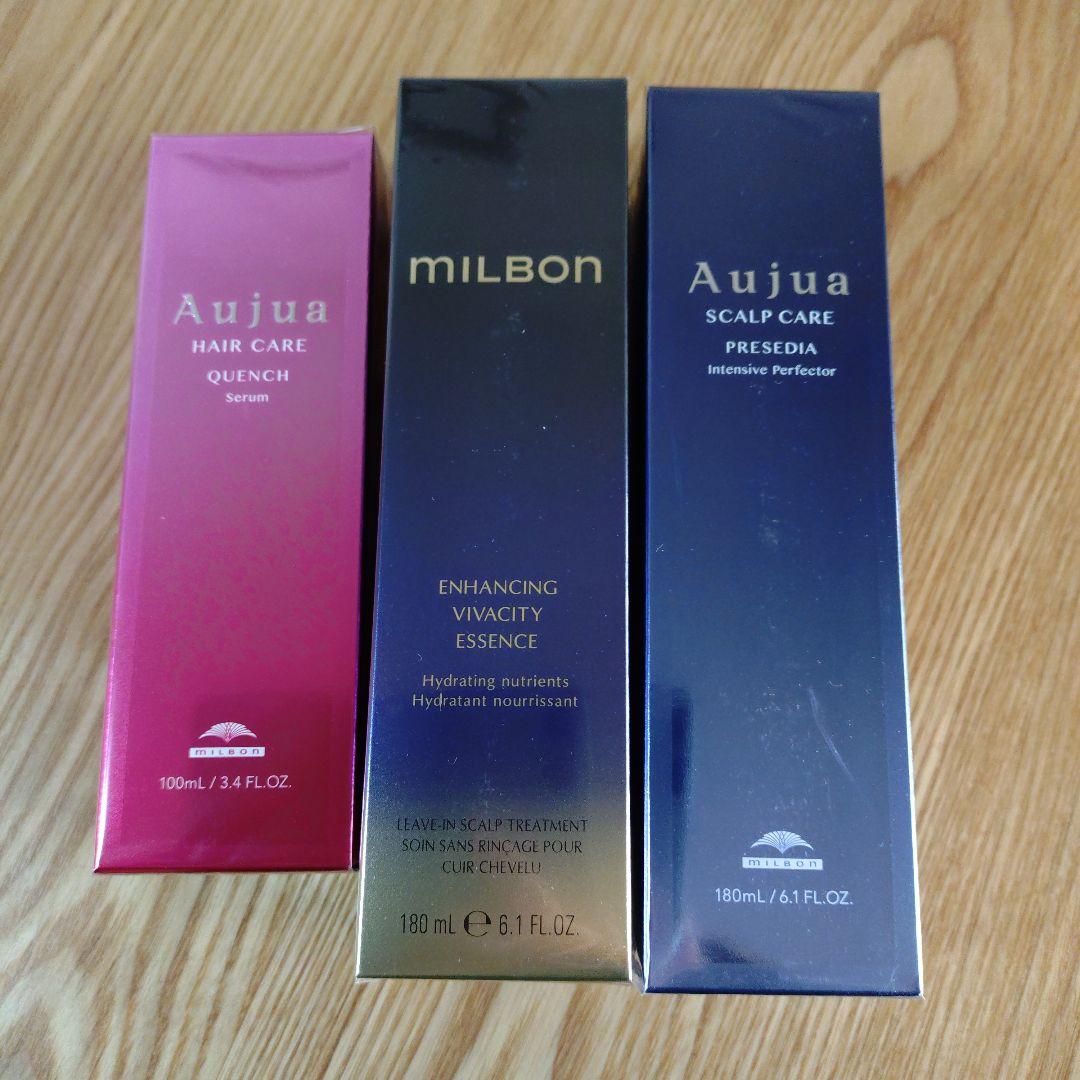 Aujua
HAIR CARE
QUENCH
Serum
MILBON
100mL / 3.4 FL.OZ.
MILBON
ENHANCING
VIVACITY
ESSENCE
Hydrating nutrients
Hydratant nourrissant
LEAVE-IN SCALP TREATMENT
SOIN SANS RINÇAGE POUR
CUIR CHEVELU
180 mL ℮ 6.1 FL.OZ.
Aujua
SCALP CARE
PRESEDIA
Intensive Perfector
MILBON
180mL / 6.1 FL.OZ.